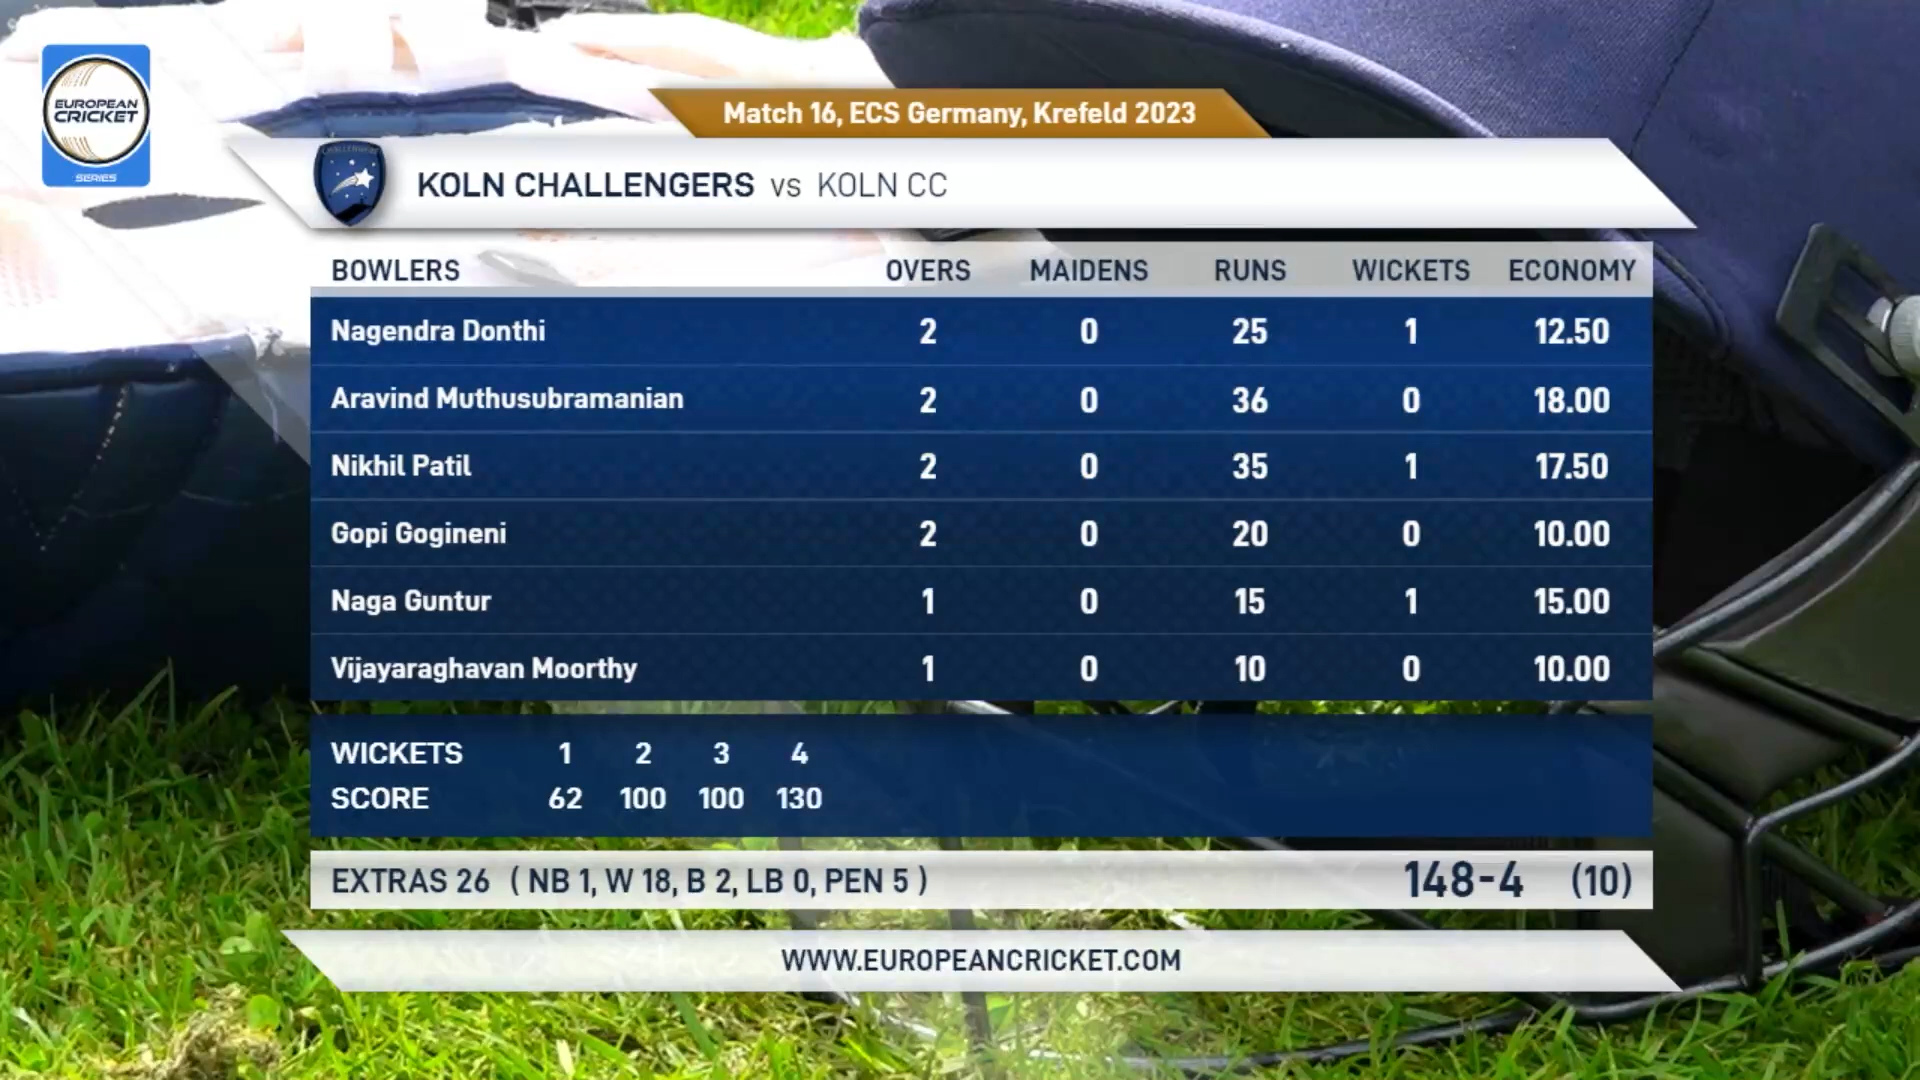 EUROPEAN
CRICKET
SERIES
Match 16, ECS Germany, Krefeld 2023
CHALLENGERS
KOLN CHALLENGERS vs KOLN CC
BOWLERS OVERS MAIDENS RUNS WICKETS ECONOMY
Nagendra Donthi 2 0 25 1 12.50
Aravind Muthusubramanian 2 0 36 0 18.00
Nikhil Patil 2 0 35 1 17.50
Gopi Gogineni 2 0 20 0 10.00
Naga Guntur 1 0 15 1 15.00
Vijayaraghavan Moorthy 1 0 10 0 10.00
WICKETS 1 2 3 4
SCORE 62 100 100 130
EXTRAS 26 ( NB 1, W 18, B 2, LB 0, PEN 5 ) 148-4 (10)
WWW.EUROPEANCRICKET.COM